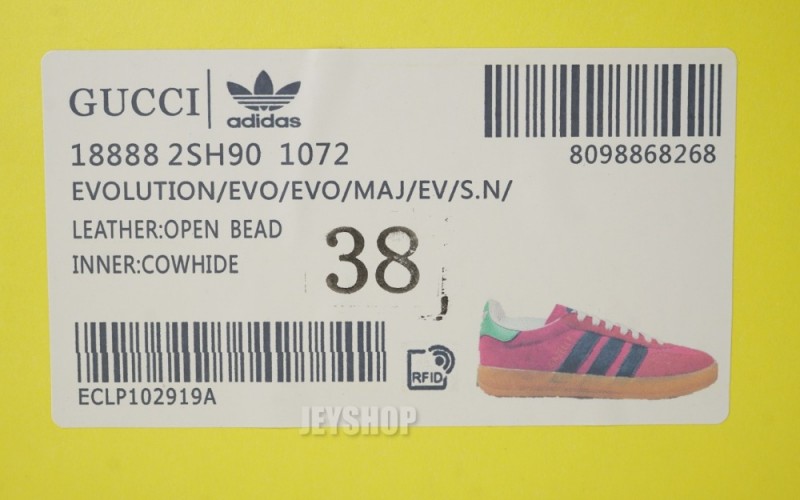 GUCCI
adidas
18888 2SH90 1072
8098868268
EVOLUTION/EVO/EVO/MAJ/EV/S.N/
LEATHER:OPEN BEAD
INNER:COWHIDE
38
RFID
ECLP102919A
JEYSHOP